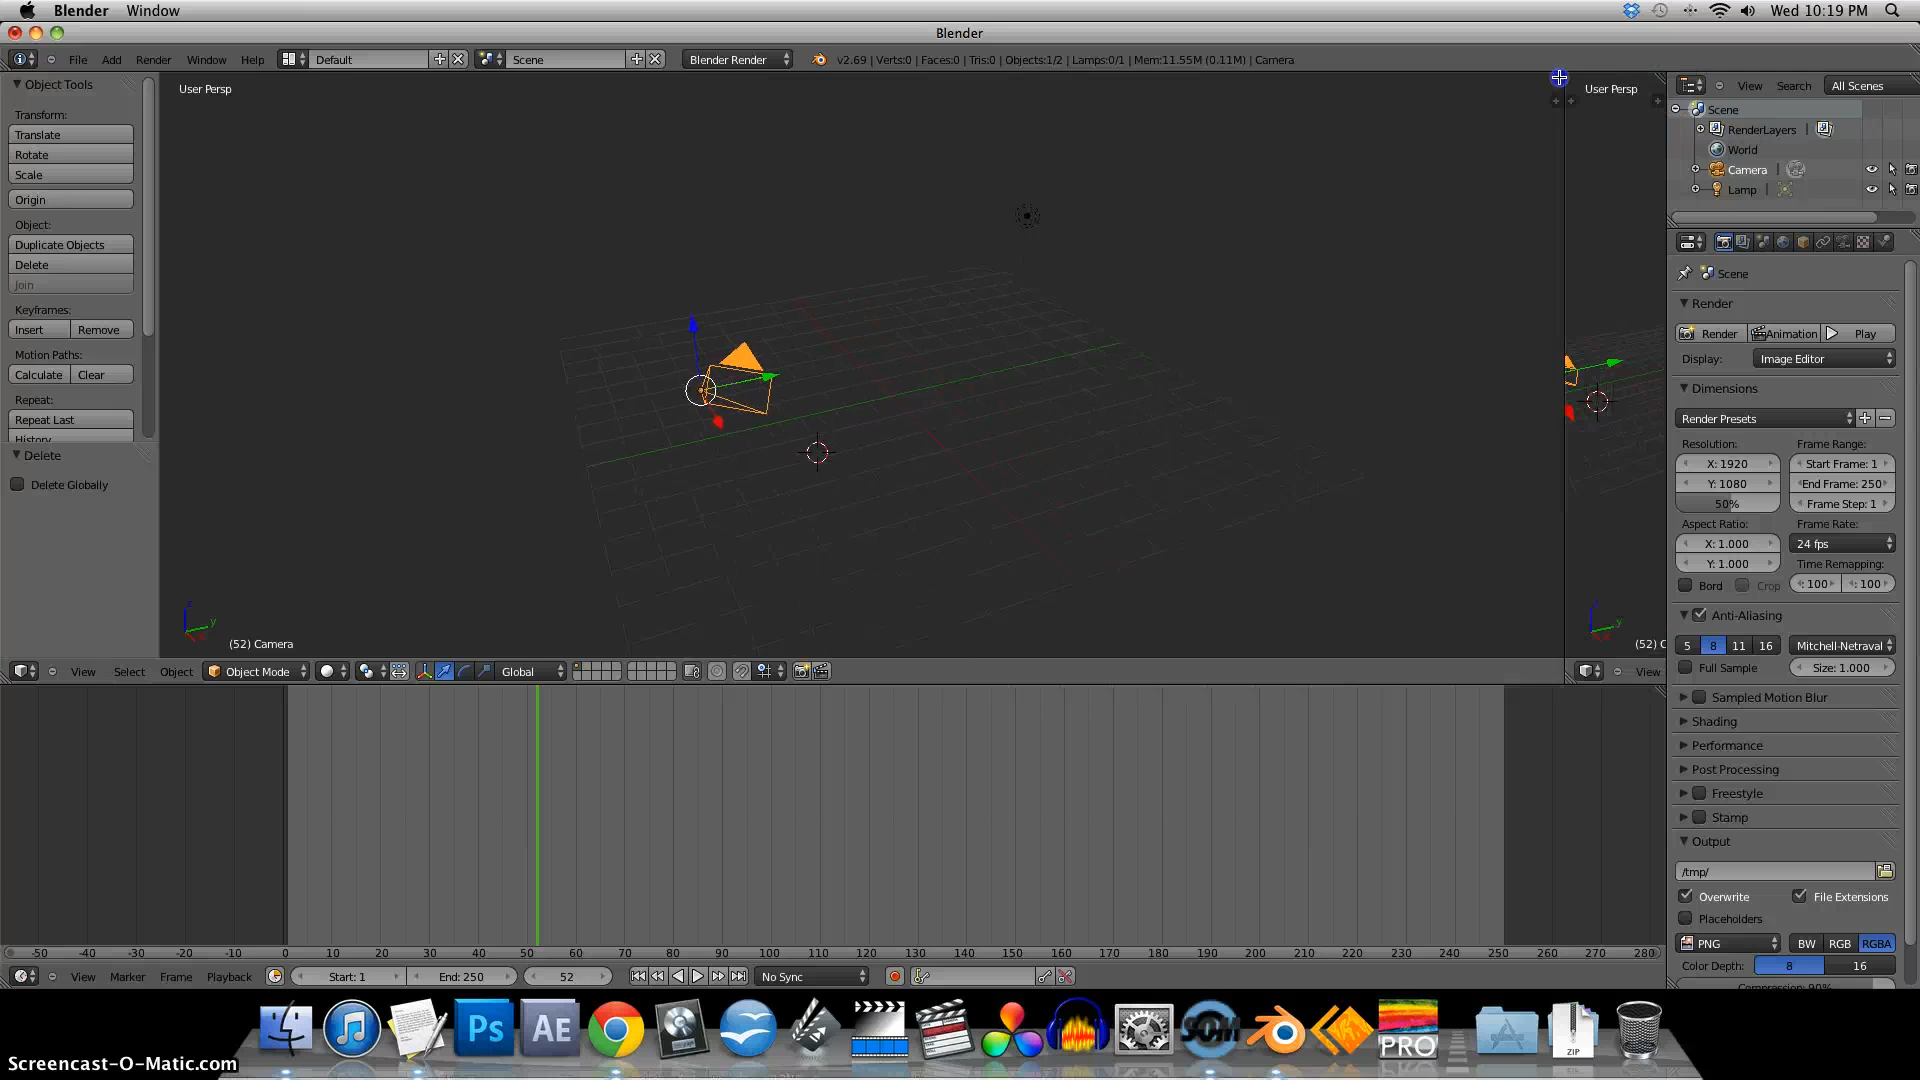 Blender Window Wed 10:19 PM
Blender
File Add Render Window Help Default Scene Blender Render v2.69 | Verts:0 | Faces:0 | Tris:0 | Objects:1/2 | Lamps:0/1 | Mem:11.55M (0.11M) | Camera
Object Tools
Transform:
Translate
Rotate
Scale
Origin
Object:
Duplicate Objects
Delete
Join
Keyframes:
Insert Remove
Motion Paths:
Calculate Clear
Repeat:
Repeat Last
History
Delete
Delete Globally
User Persp
z
y
x
(52) Camera
View Select Object Object Mode Global
User Persp
y
(52) C
View
View Search All Scenes
Scene
RenderLayers |
World
Camera |
Lamp |
Scene
Render
Render Animation Play
Display: Image Editor
Dimensions
Render Presets
Resolution: Frame Range:
X: 1920 Start Frame: 1
Y: 1080 End Frame: 250
50% Frame Step: 1
Aspect Ratio: Frame Rate:
X: 1.000 24 fps
Y: 1.000 Time Remapping:
Bord Crop : 100 : 100
Anti-Aliasing
5 8 11 16 Mitchell-Netraval
Full Sample Size: 1.000
Sampled Motion Blur
Shading
Performance
Post Processing
Freestyle
Stamp
Output
/tmp/
Overwrite File Extensions
Placeholders
PNG BW RGB RGBA
Color Depth: 8 16
Compression: 90%
-50 -40 -30 -20 -10 0 10 20 30 40 50 60 70 80 90 100 110 120 130 140 150 160 170 180 190 200 210 220 230 240 250 260 270 280
View Marker Frame Playback Start: 1 End: 250 52 No Sync
Ps AE SOM PRO ZIP
Screencast-O-Matic.com